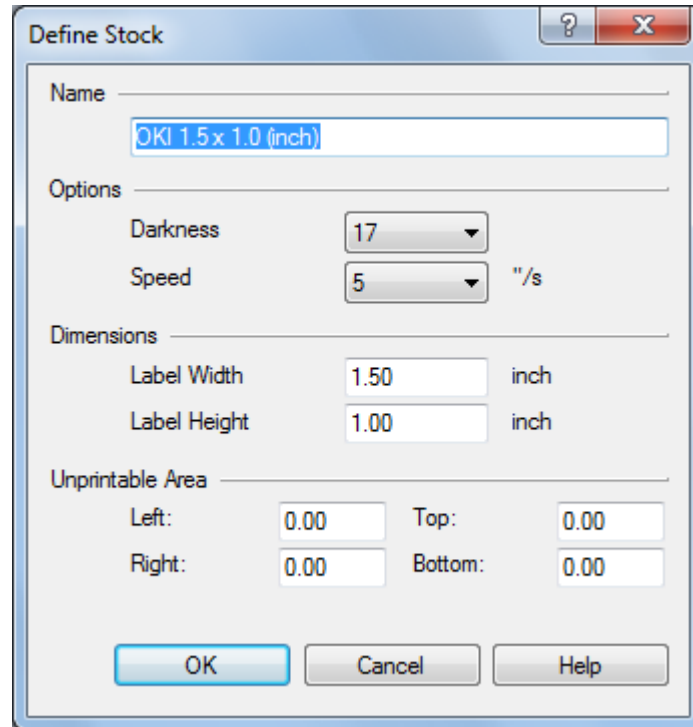 Define Stock
Name
OKI 1.5 x 1.0 (inch)
Options
Darkness 17
Speed 5 "/s
Dimensions
Label Width 1.50 inch
Label Height 1.00 inch
Unprintable Area
Left: 0.00 Top: 0.00
Right: 0.00 Bottom: 0.00
OK Cancel Help